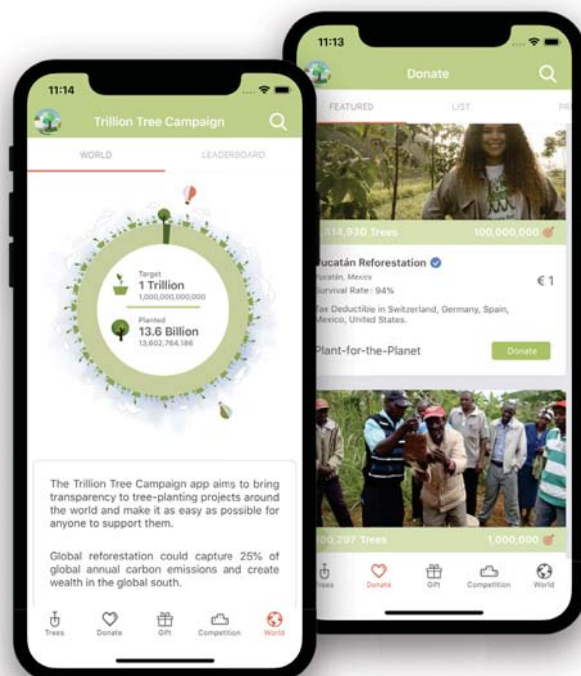 11:14
Trillion Tree Campaign
WORLD
LEADERBOARD
Target
1 Trillion
1,000,000,000,000
Planted
13.6 Billion
13,602,764,186
The Trillion Tree Campaign app aims to bring
transparency to tree-planting projects around
the world and make it as easy as possible for
anyone to support them.
Global reforestation could capture 25% of
global annual carbon emissions and create
wealth in the global south.
Trees
Donate
Gift
Competition
World
11:13
Donate
FEATURED
LIST
414,930 Trees
100,000,000
Yucatán Reforestation
Yucatán, Mexico
Survival Rate: 94%
€ 1
Tax Deductible in Switzerland, Germany, Spain,
Mexico, United States.
Plant-for-the-Planet
Donate
00,297 Trees
1,000,000
Trees
Donate
Gift
Competition
World